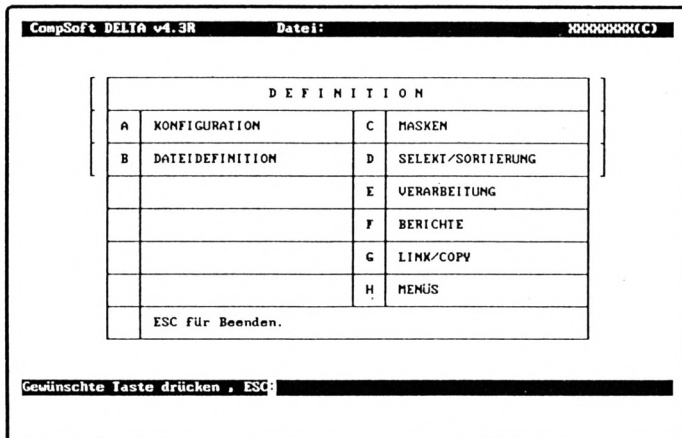 CompSoft DELTA v4.3R Datei: XXXXXXXX(C)
D E F I N I T I O N
A KONFIGURATION C MASKEN
B DATEIDEFINITION D SELEKT/SORTIERUNG
E VERARBEITUNG
F BERICHTE
G LINK/COPY
H MENÜS
ESC für Beenden.
Gewünschte Taste drücken , ESC: